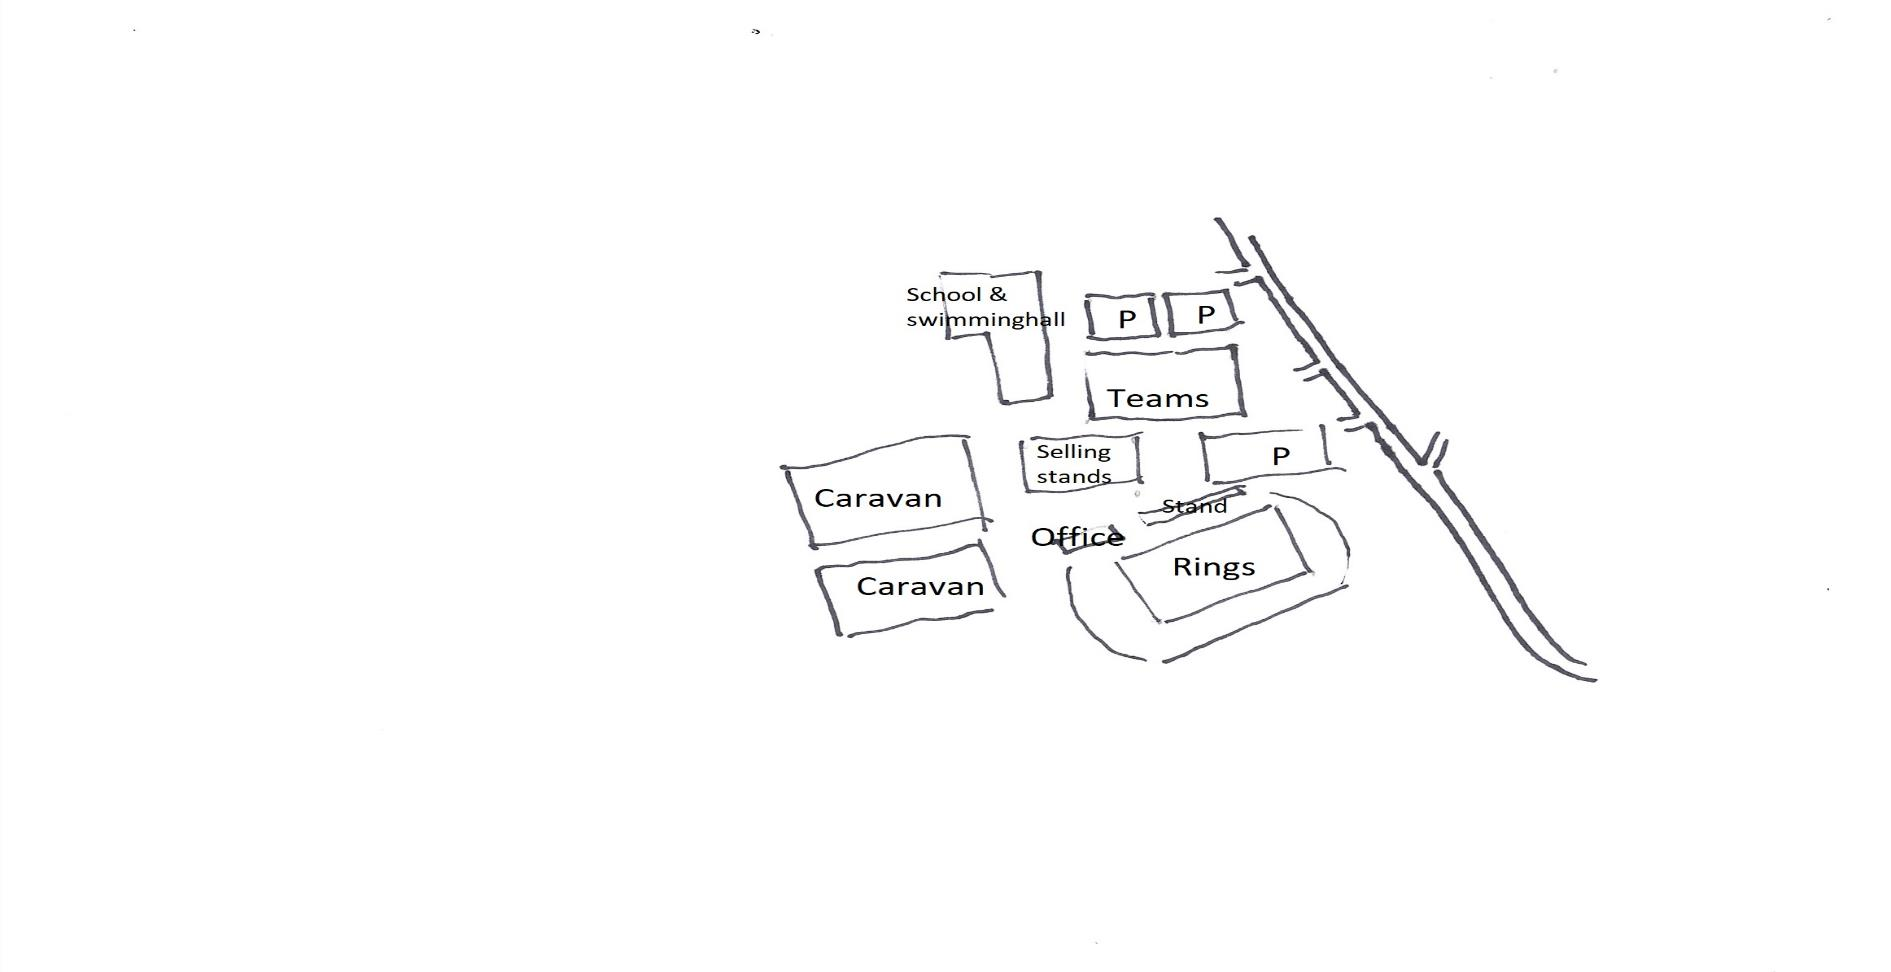 School &
swimminghall
P
P
Teams
Selling
stands
P
Caravan
Stand
Office
Rings
Caravan